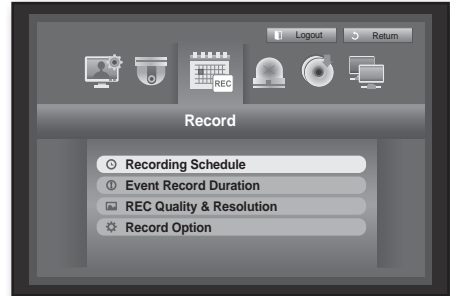 Logout
Return
REC
Record
Recording Schedule
Event Record Duration
REC Quality & Resolution
Record Option